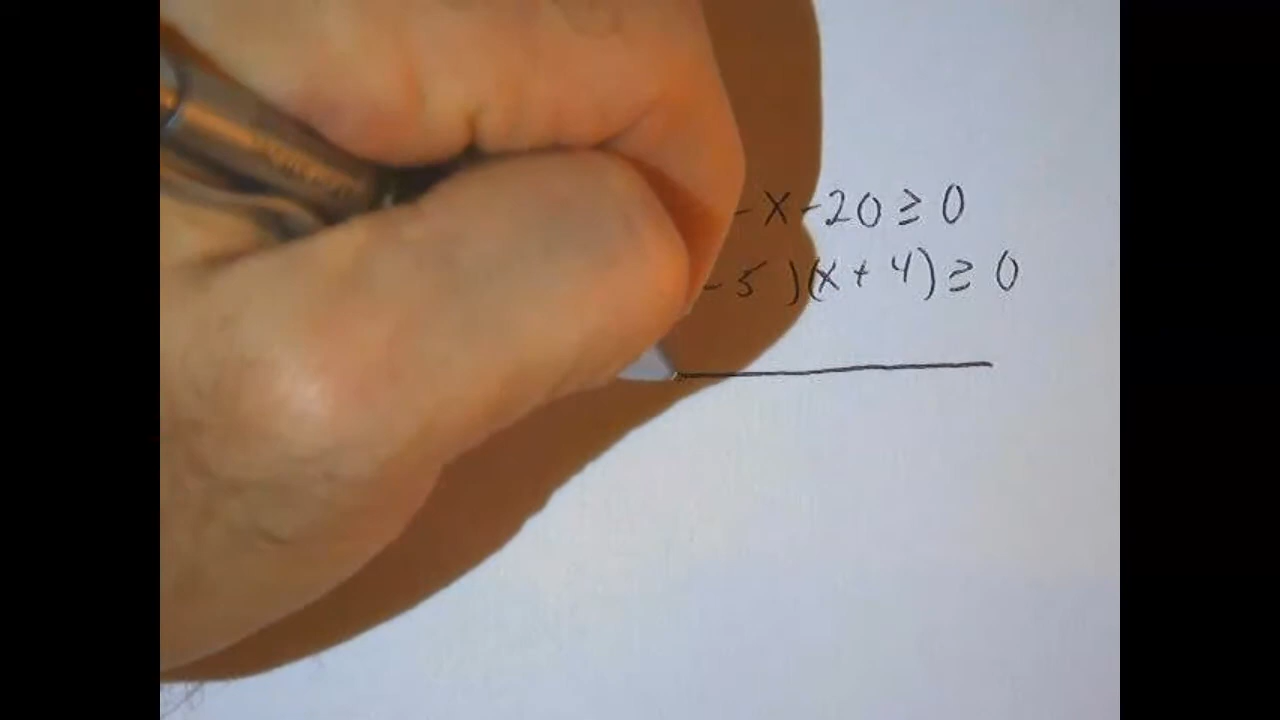 - x - 20 ≥ 0
- 5 )(x + 4) ≥ 0